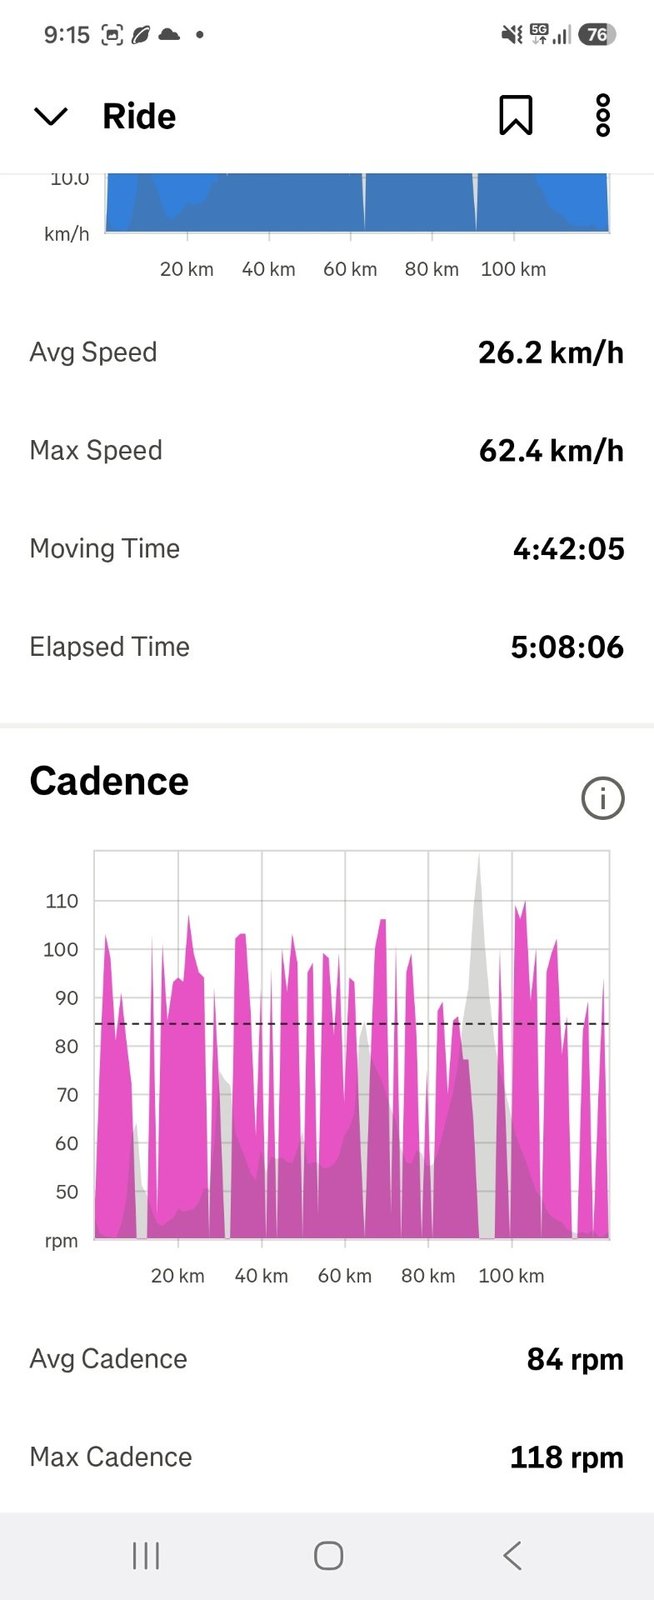 9:15 5G 76
Ride
10.0
km/h
20 km 40 km 60 km 80 km 100 km
Avg Speed 26.2 km/h
Max Speed 62.4 km/h
Moving Time 4:42:05
Elapsed Time 5:08:06
Cadence
110
100
90
80
70
60
50
rpm
20 km 40 km 60 km 80 km 100 km
Avg Cadence 84 rpm
Max Cadence 118 rpm